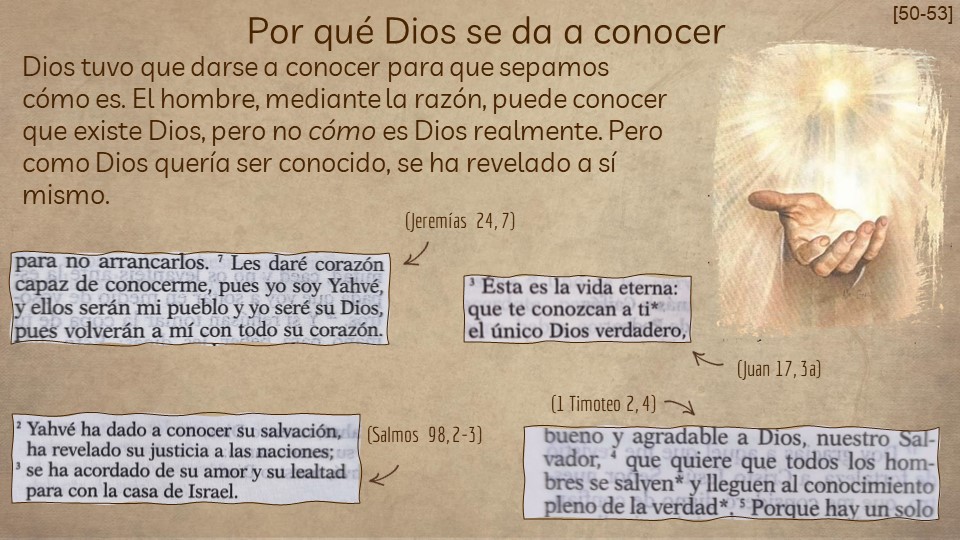 [50-53]
Por qué Dios se da a conocer
Dios tuvo que darse a conocer para que sepamos
cómo es. El hombre, mediante la razón, puede conocer
que existe Dios, pero no cómo es Dios realmente. Pero
como Dios quería ser conocido, se ha revelado a sí
mismo.
(Jeremías 24, 7)
para no arrancarlos. ⁷ Les daré corazón
capaz de conocerme, pues yo soy Yahvé,
y ellos serán mi pueblo y yo seré su Dios,
pues volverán a mí con todo su corazón.
³ Ésta es la vida eterna:
que te conozcan a ti*
el único Dios verdadero,
(Juan 17, 3a)
² Yahvé ha dado a conocer su salvación,
ha revelado su justicia a las naciones;
³ se ha acordado de su amor y su lealtad
para con la casa de Israel.
(Salmos 98, 2-3)
(1 Timoteo 2, 4)
bueno y agradable a Dios, nuestro Sal-
vador, ⁴ que quiere que todos los hom-
bres se salven* y lleguen al conocimiento
pleno de la verdad*. ⁵ Porque hay un solo